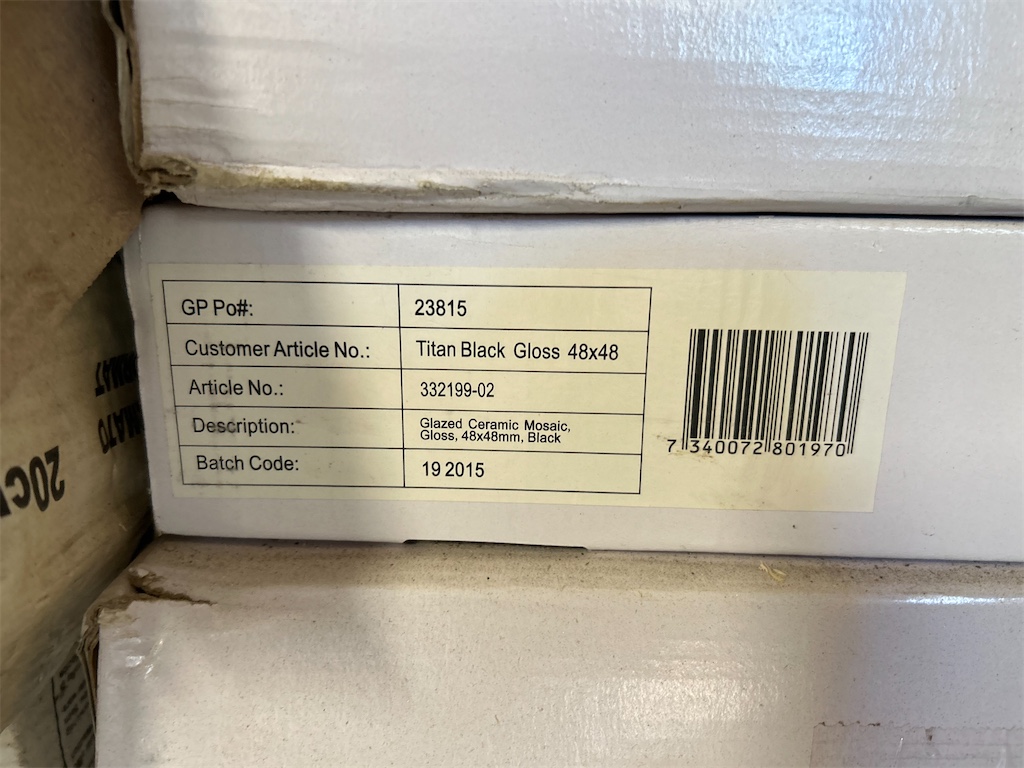 GP Po#: 23815
Customer Article No.: Titan Black Gloss 48x48
Article No.: 332199-02
Description: Glazed Ceramic Mosaic,
Gloss, 48x48mm, Black
Batch Code: 19 2015
7 340072 801970